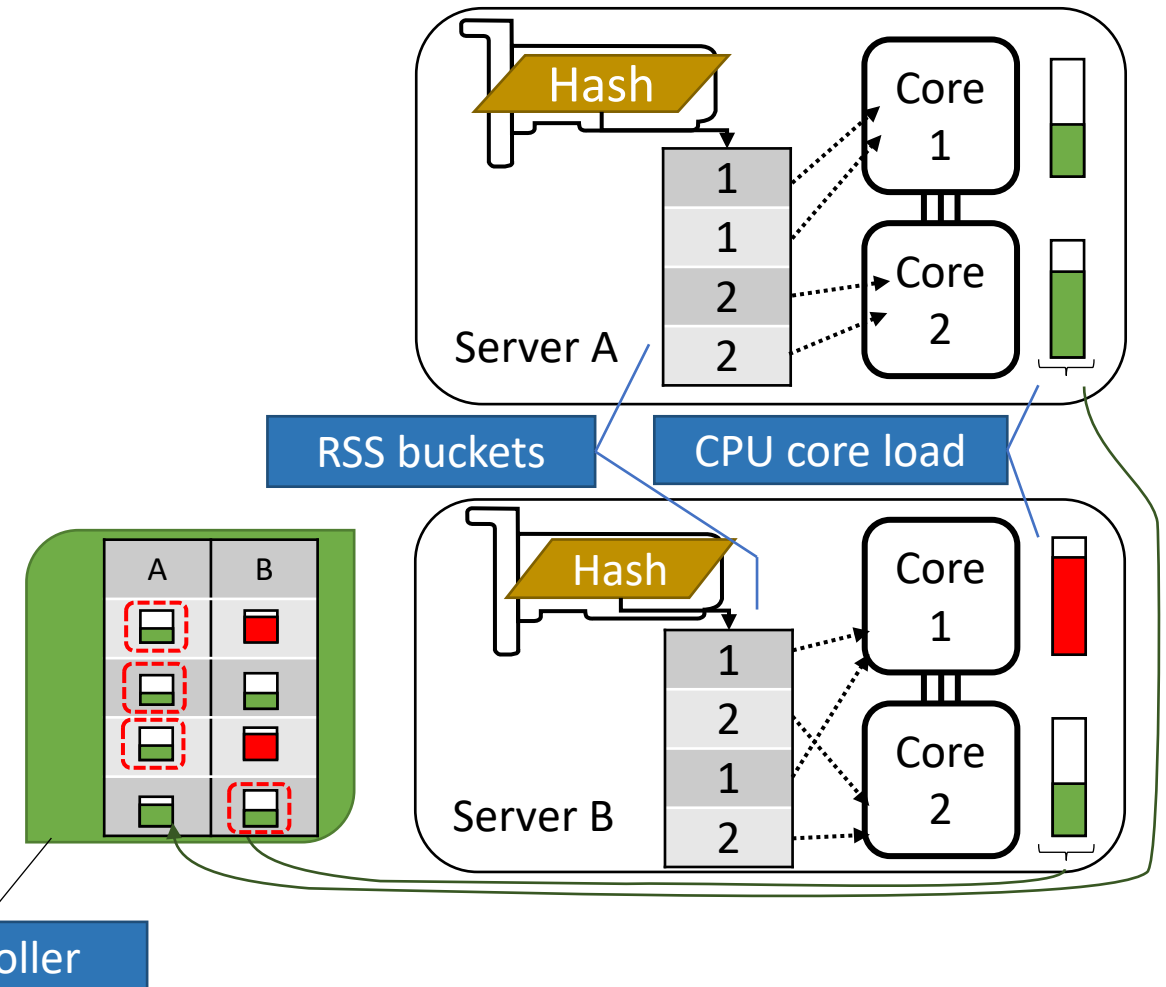 Hash
Core
1
1
1
2
2
Core
2
Server A
RSS buckets
CPU core load
A
B
Hash
Core
1
1
2
1
2
Core
2
Server B
oller